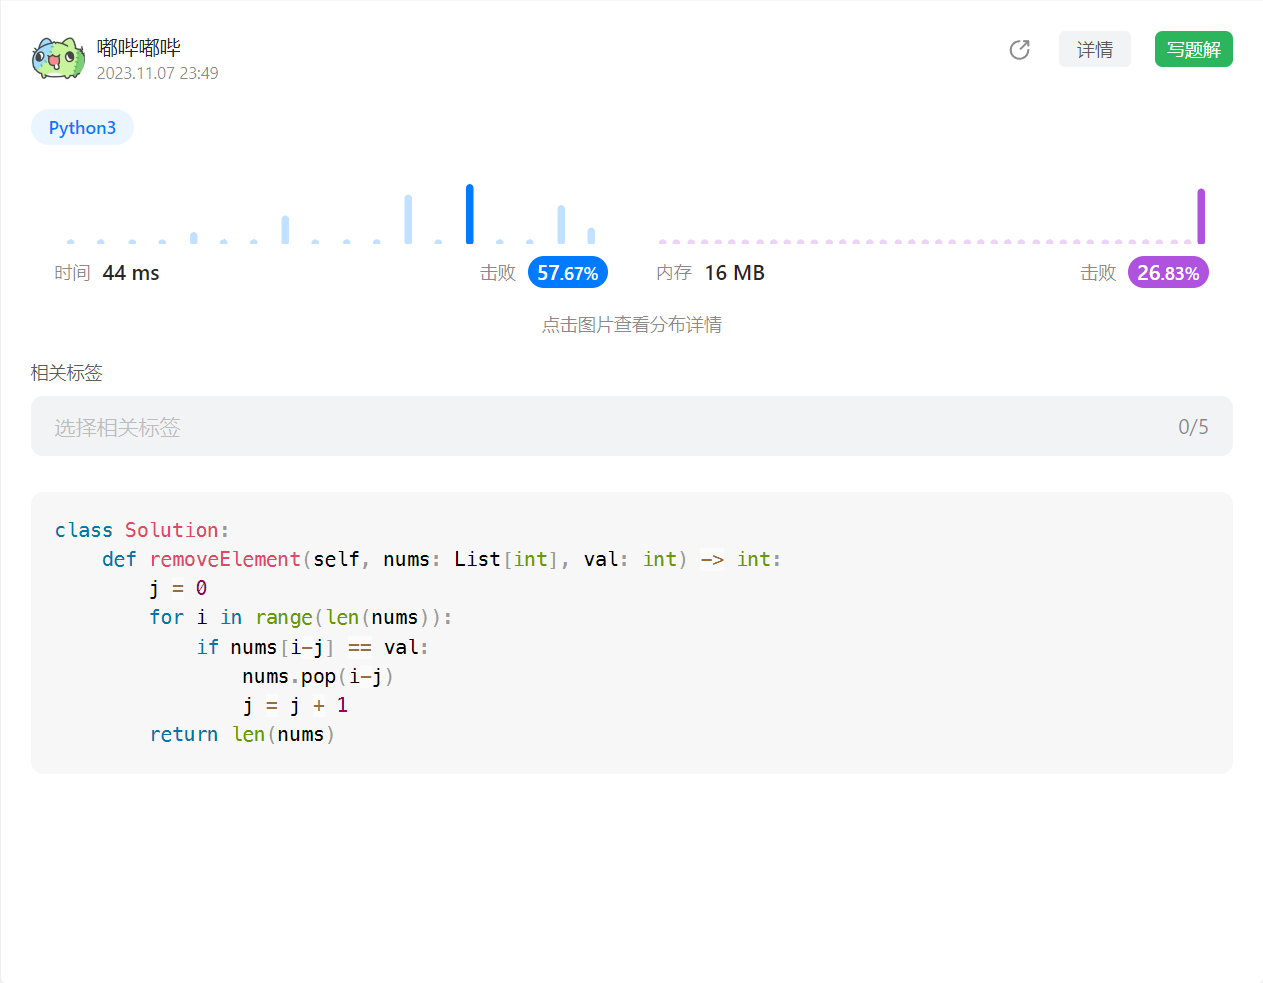 嘟哔嘟哔
2023.11.07 23:49
详情
写题解
Python3
时间 44 ms 击败 57.67%
内存 16 MB 击败 26.83%
点击图片查看分布详情
相关标签
选择相关标签 0/5
class Solution:
    def removeElement(self, nums: List[int], val: int) -> int:
        j = 0
        for i in range(len(nums)):
            if nums[i-j] == val:
                nums.pop(i-j)
                j = j + 1
        return len(nums)